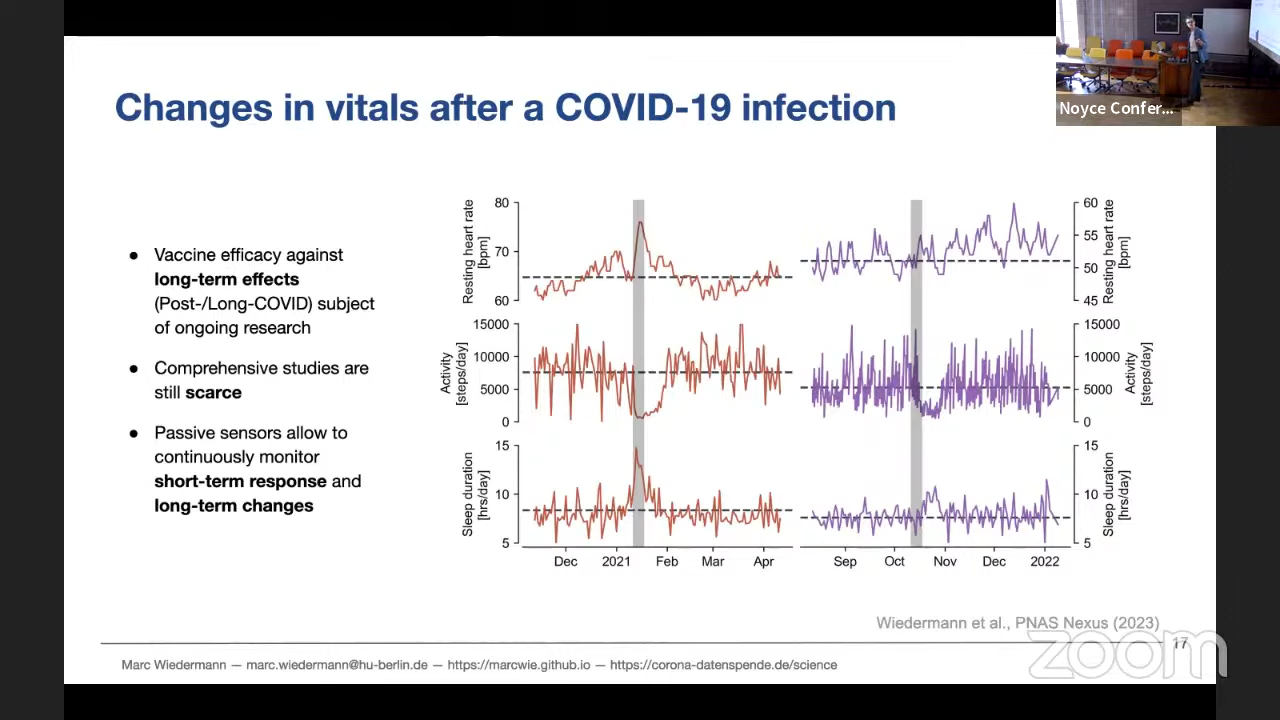 Changes in vitals after a COVID-19 infection
Noyce Confer...
● Vaccine efficacy against
long-term effects
(Post-/Long-COVID) subject
of ongoing research
● Comprehensive studies are
still scarce
● Passive sensors allow to
continuously monitor
short-term response and
long-term changes
Resting heart rate
[bpm]
80
70
60
60
55
50
45
Resting heart rate
[bpm]
Activity
[steps/day]
15000
10000
5000
0
15000
10000
5000
0
Activity
[steps/day]
Sleep duration
[hrs/day]
15
10
5
15
10
5
Sleep duration
[hrs/day]
Dec 2021 Feb Mar Apr
Sep Oct Nov Dec 2022
Wiedermann et al., PNAS Nexus (2023)
17
Marc Wiedermann — marc.wiedermann@hu-berlin.de — https://marcwie.github.io — https://corona-datenspende.de/science
zoom